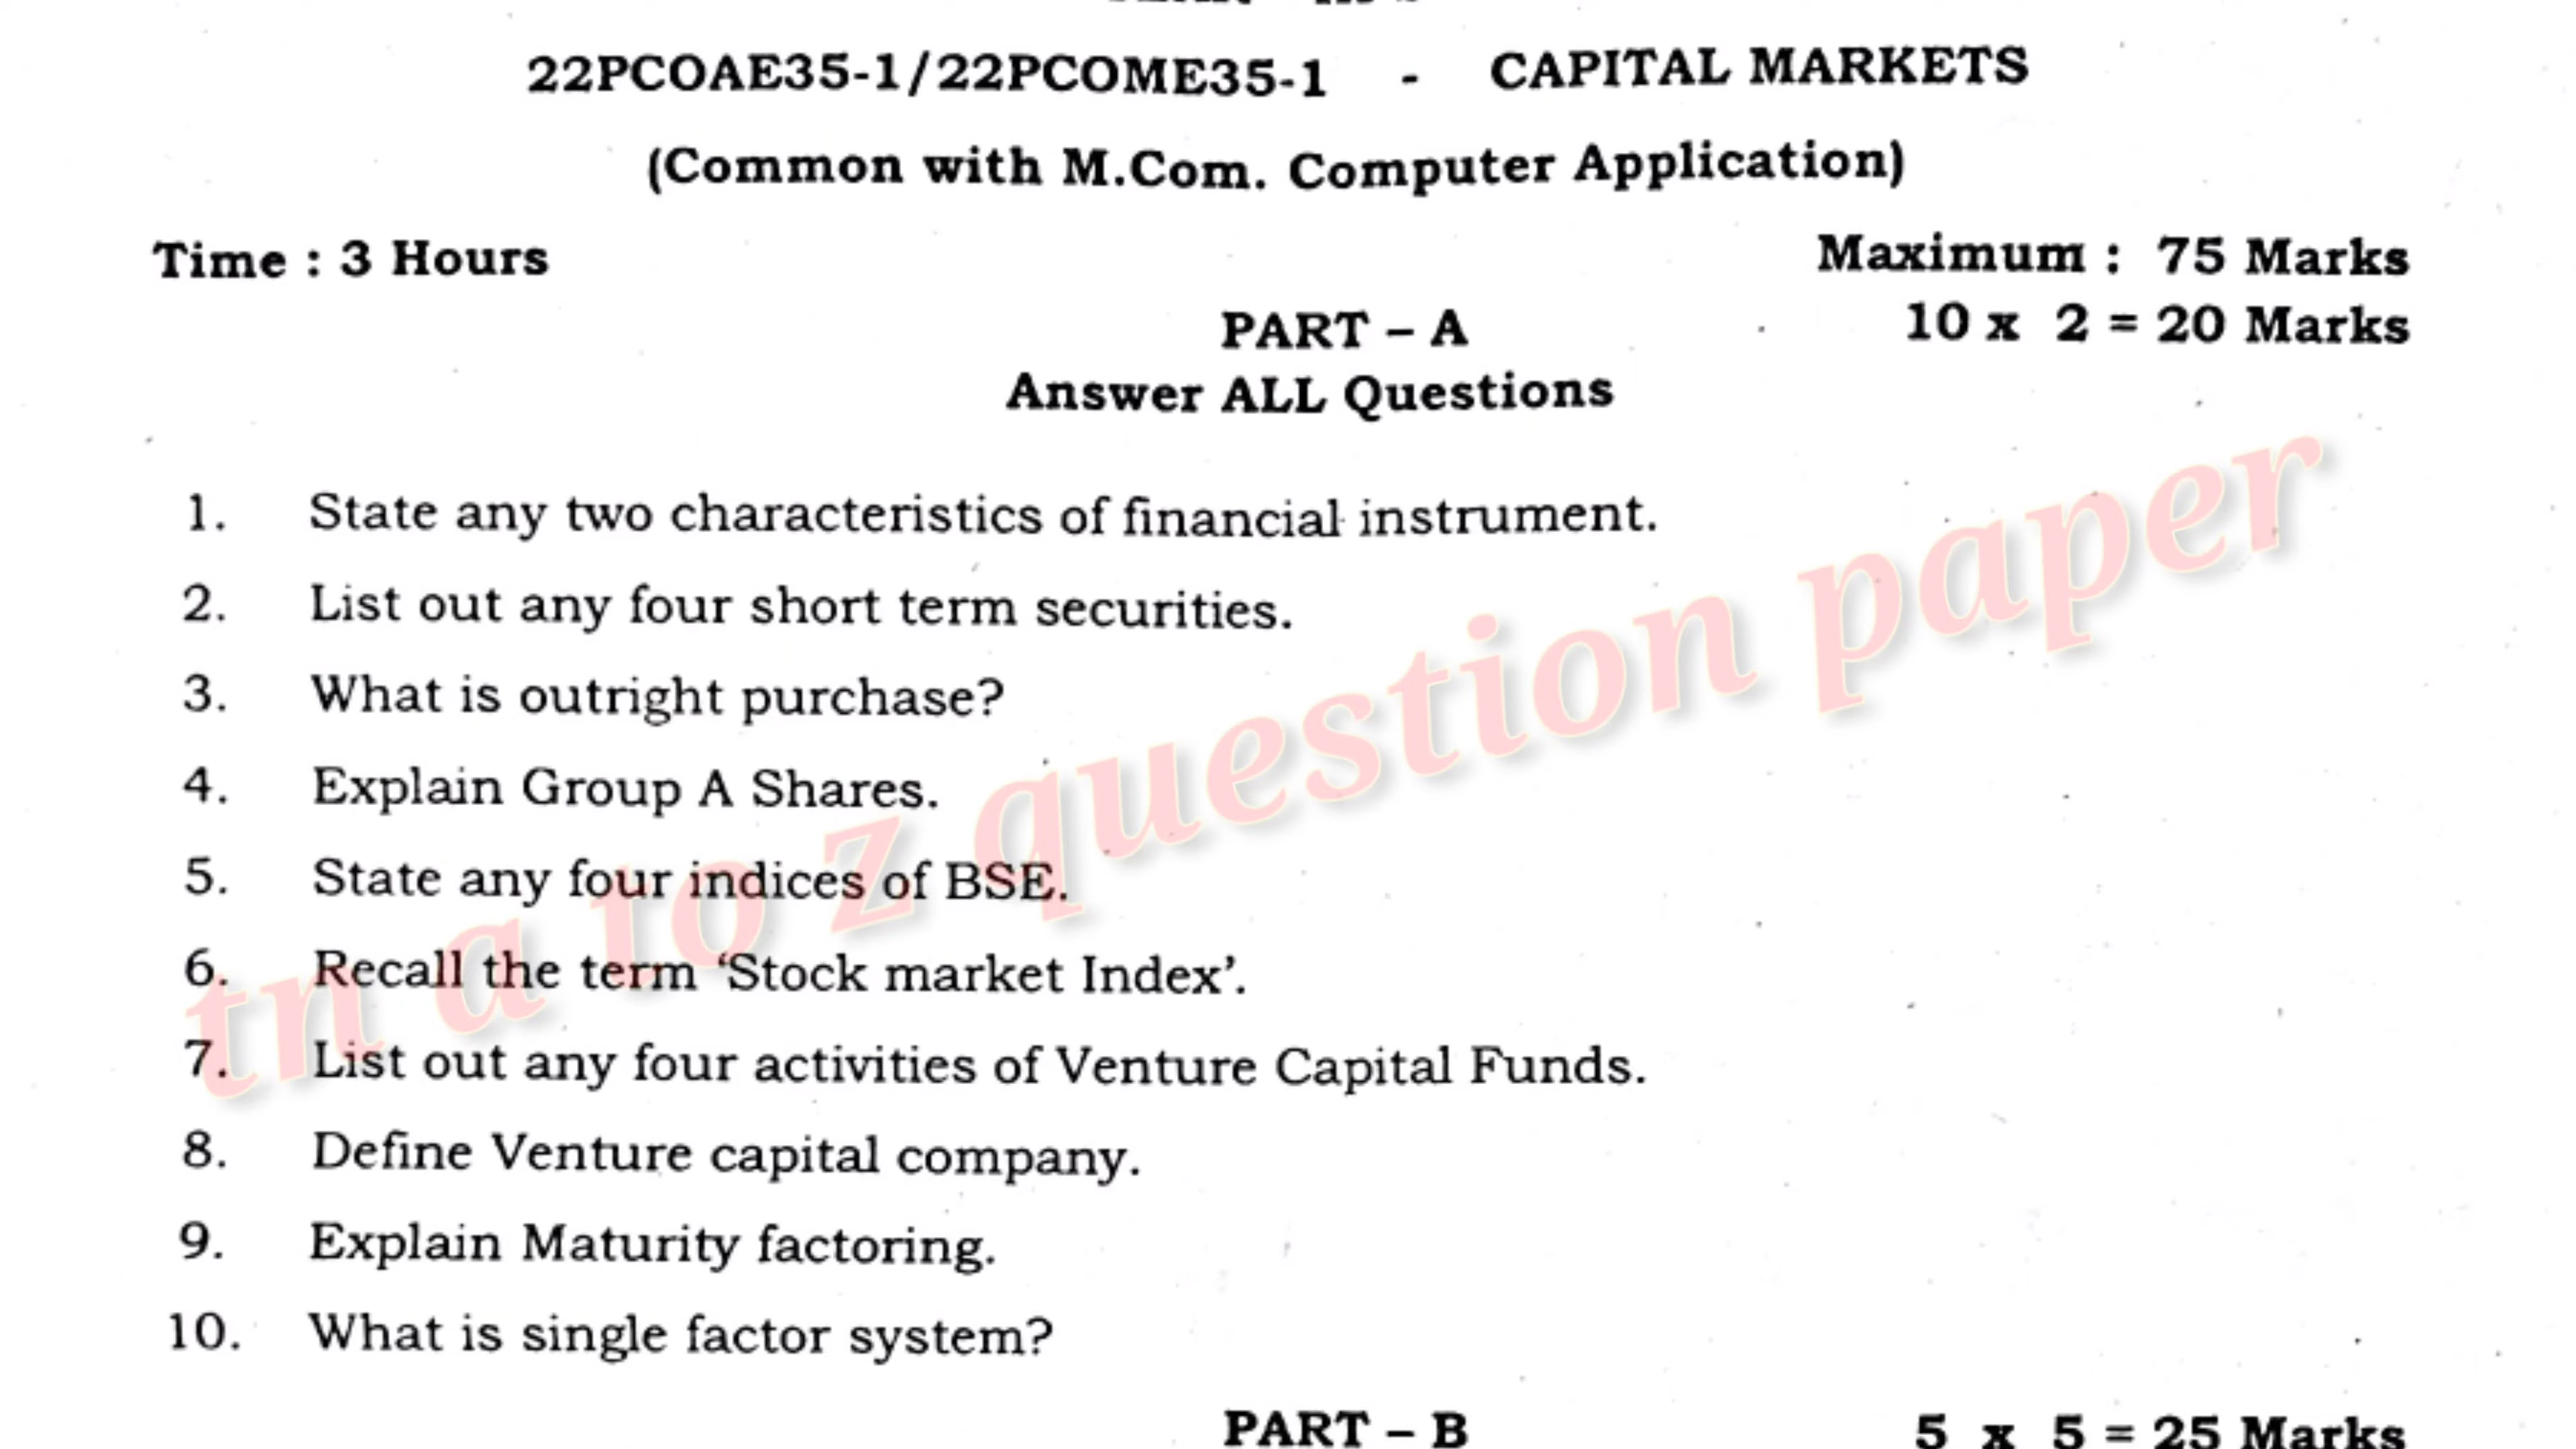 22PCOAE35-1/22PCOME35-1 - CAPITAL MARKETS
(Common with M.Com. Computer Application)
Time : 3 Hours Maximum : 75 Marks
PART – A 10 x 2 = 20 Marks
Answer ALL Questions
1. State any two characteristics of financial instrument.
2. List out any four short term securities.
3. What is outright purchase?
4. Explain Group A Shares.
5. State any four indices of BSE.
6. Recall the term ‘Stock market Index’.
7. List out any four activities of Venture Capital Funds.
8. Define Venture capital company.
9. Explain Maturity factoring.
10. What is single factor system?
PART – B 5 x 5 = 25 Marks
tn a to z question paper